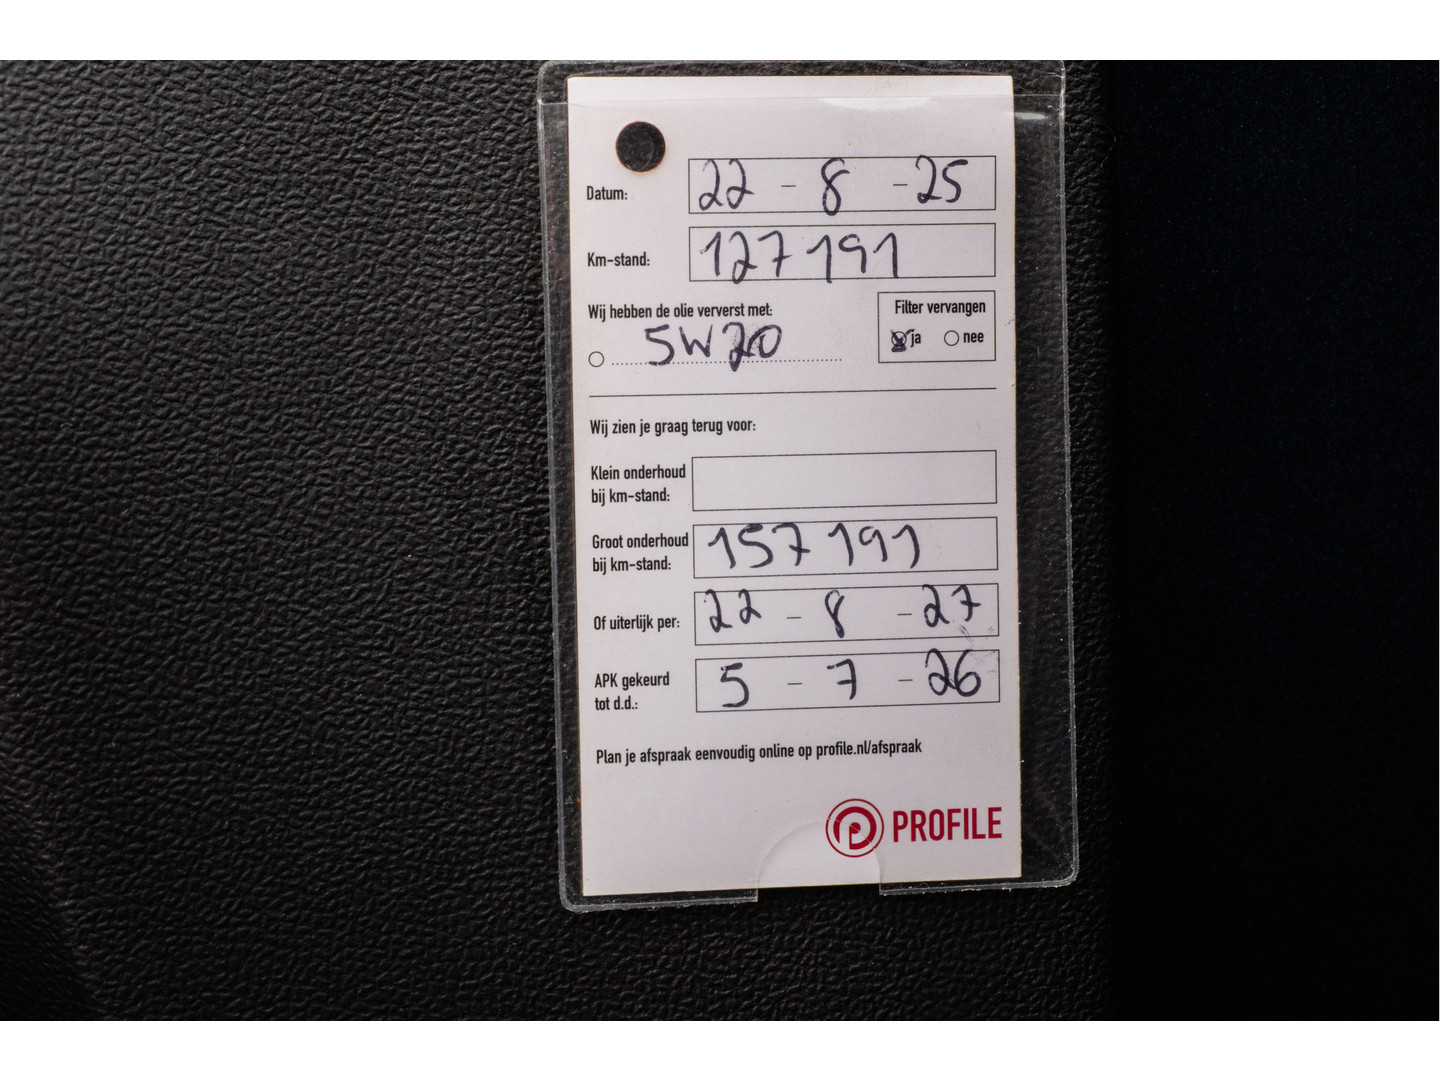 Datum: 22 - 8 - 25
Km-stand: 127191
Wij hebben de olie ververst met:
5W20
Filter vervangen
ja nee
Wij zien je graag terug voor:
Klein onderhoud
bij km-stand:
Groot onderhoud
bij km-stand: 157191
Of uiterlijk per: 22 - 8 - 27
APK gekeurd
tot d.d.: 5 - 7 - 26
Plan je afspraak eenvoudig online op profile.nl/afspraak
PROFILE